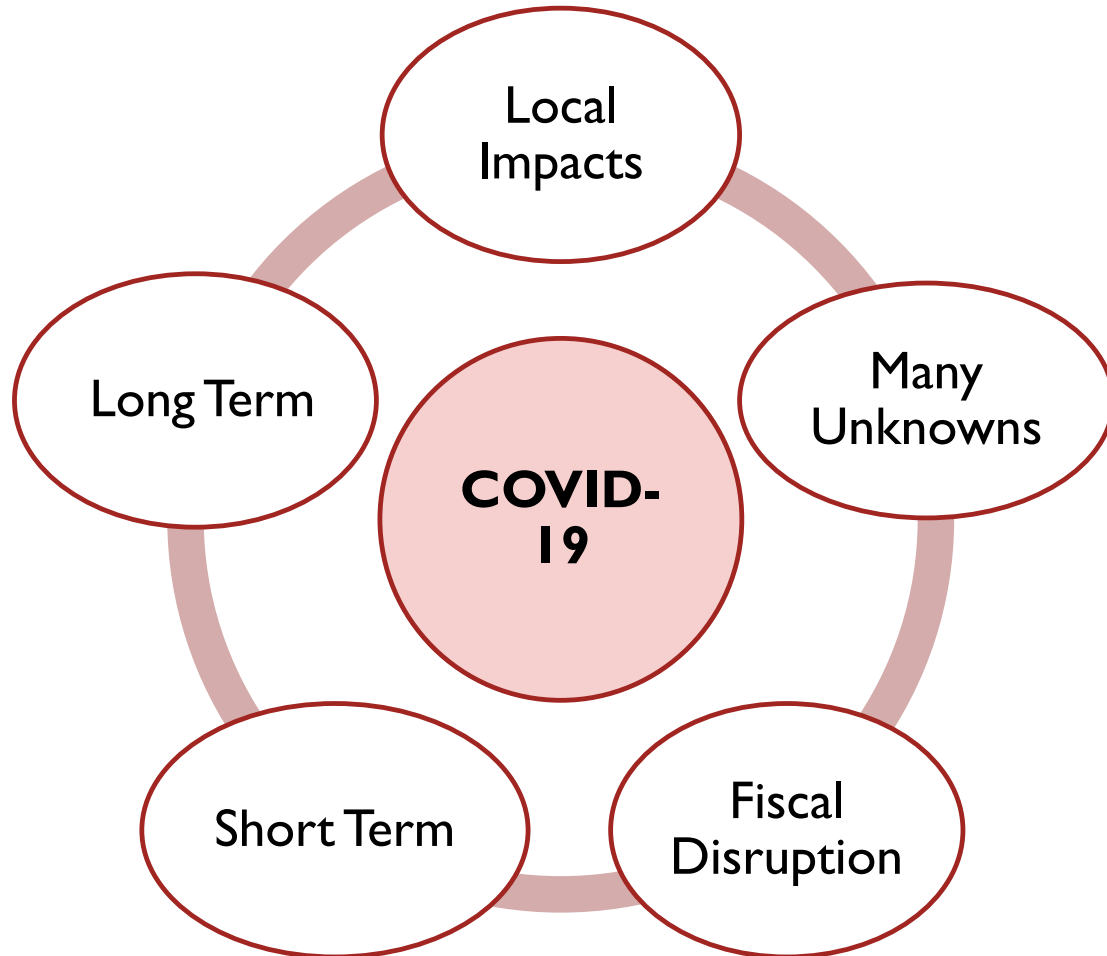 Local
Impacts
Many
Unknowns
Long Term
COVID-
19
Short Term
Fiscal
Disruption